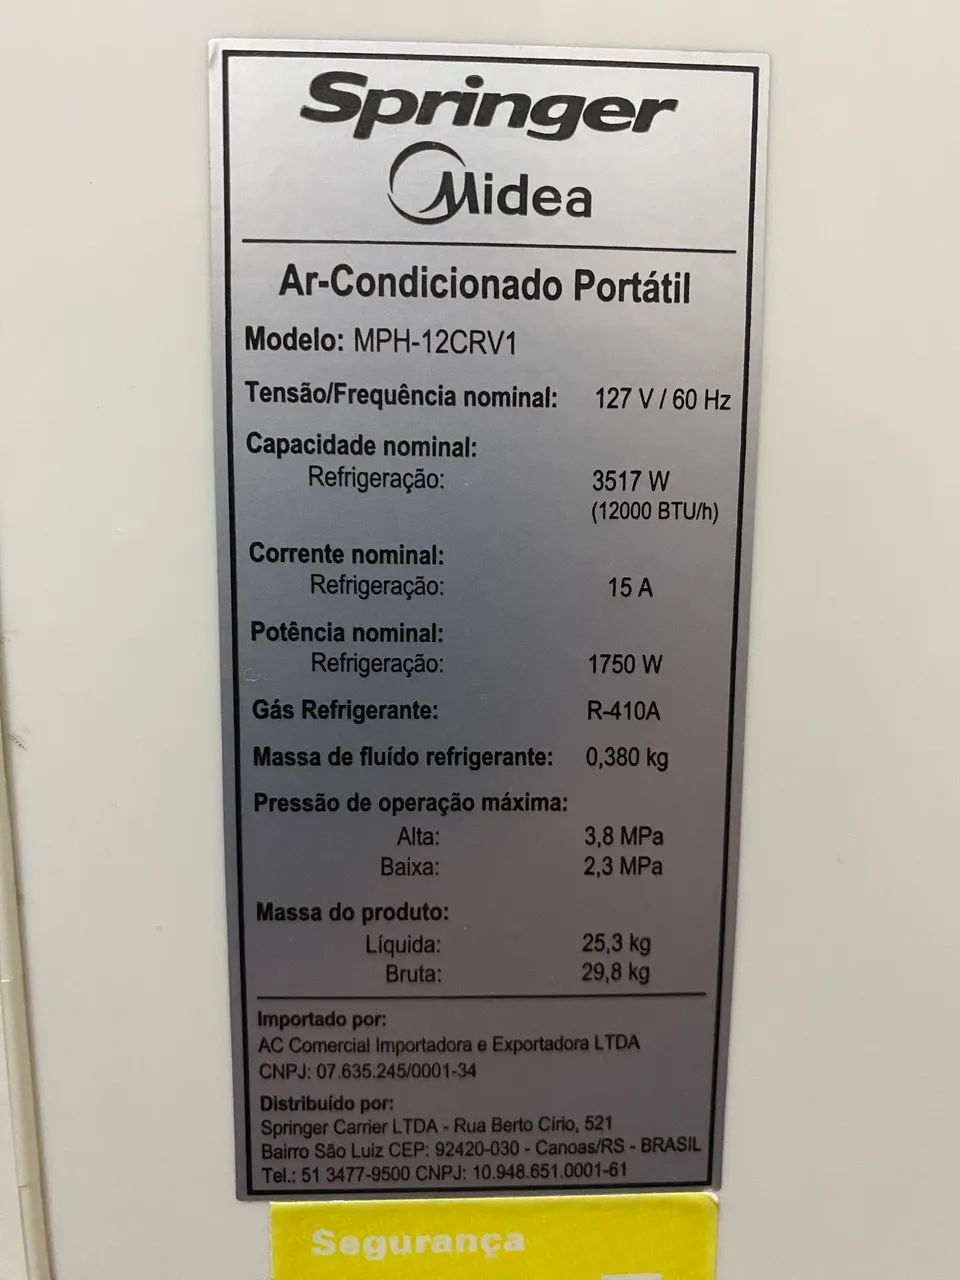 Springer
Midea
Ar-Condicionado Portátil
Modelo: MPH-12CRV1
Tensão/Frequência nominal: 127 V / 60 Hz
Capacidade nominal:
Refrigeração: 3517 W
(12000 BTU/h)
Corrente nominal:
Refrigeração: 15 A
Potência nominal:
Refrigeração: 1750 W
Gás Refrigerante: R-410A
Massa de fluído refrigerante: 0,380 kg
Pressão de operação máxima:
Alta: 3,8 MPa
Baixa: 2,3 MPa
Massa do produto:
Líquida: 25,3 kg
Bruta: 29,8 kg
Importado por:
AC Comercial Importadora e Exportadora LTDA
CNPJ: 07.635.245/0001-34
Distribuído por:
Springer Carrier LTDA - Rua Berto Círio, 521
Bairro São Luiz CEP: 92420-030 - Canoas/RS - BRASIL
Tel.: 51 3477-9500 CNPJ: 10.948.651.0001-61
Segurança